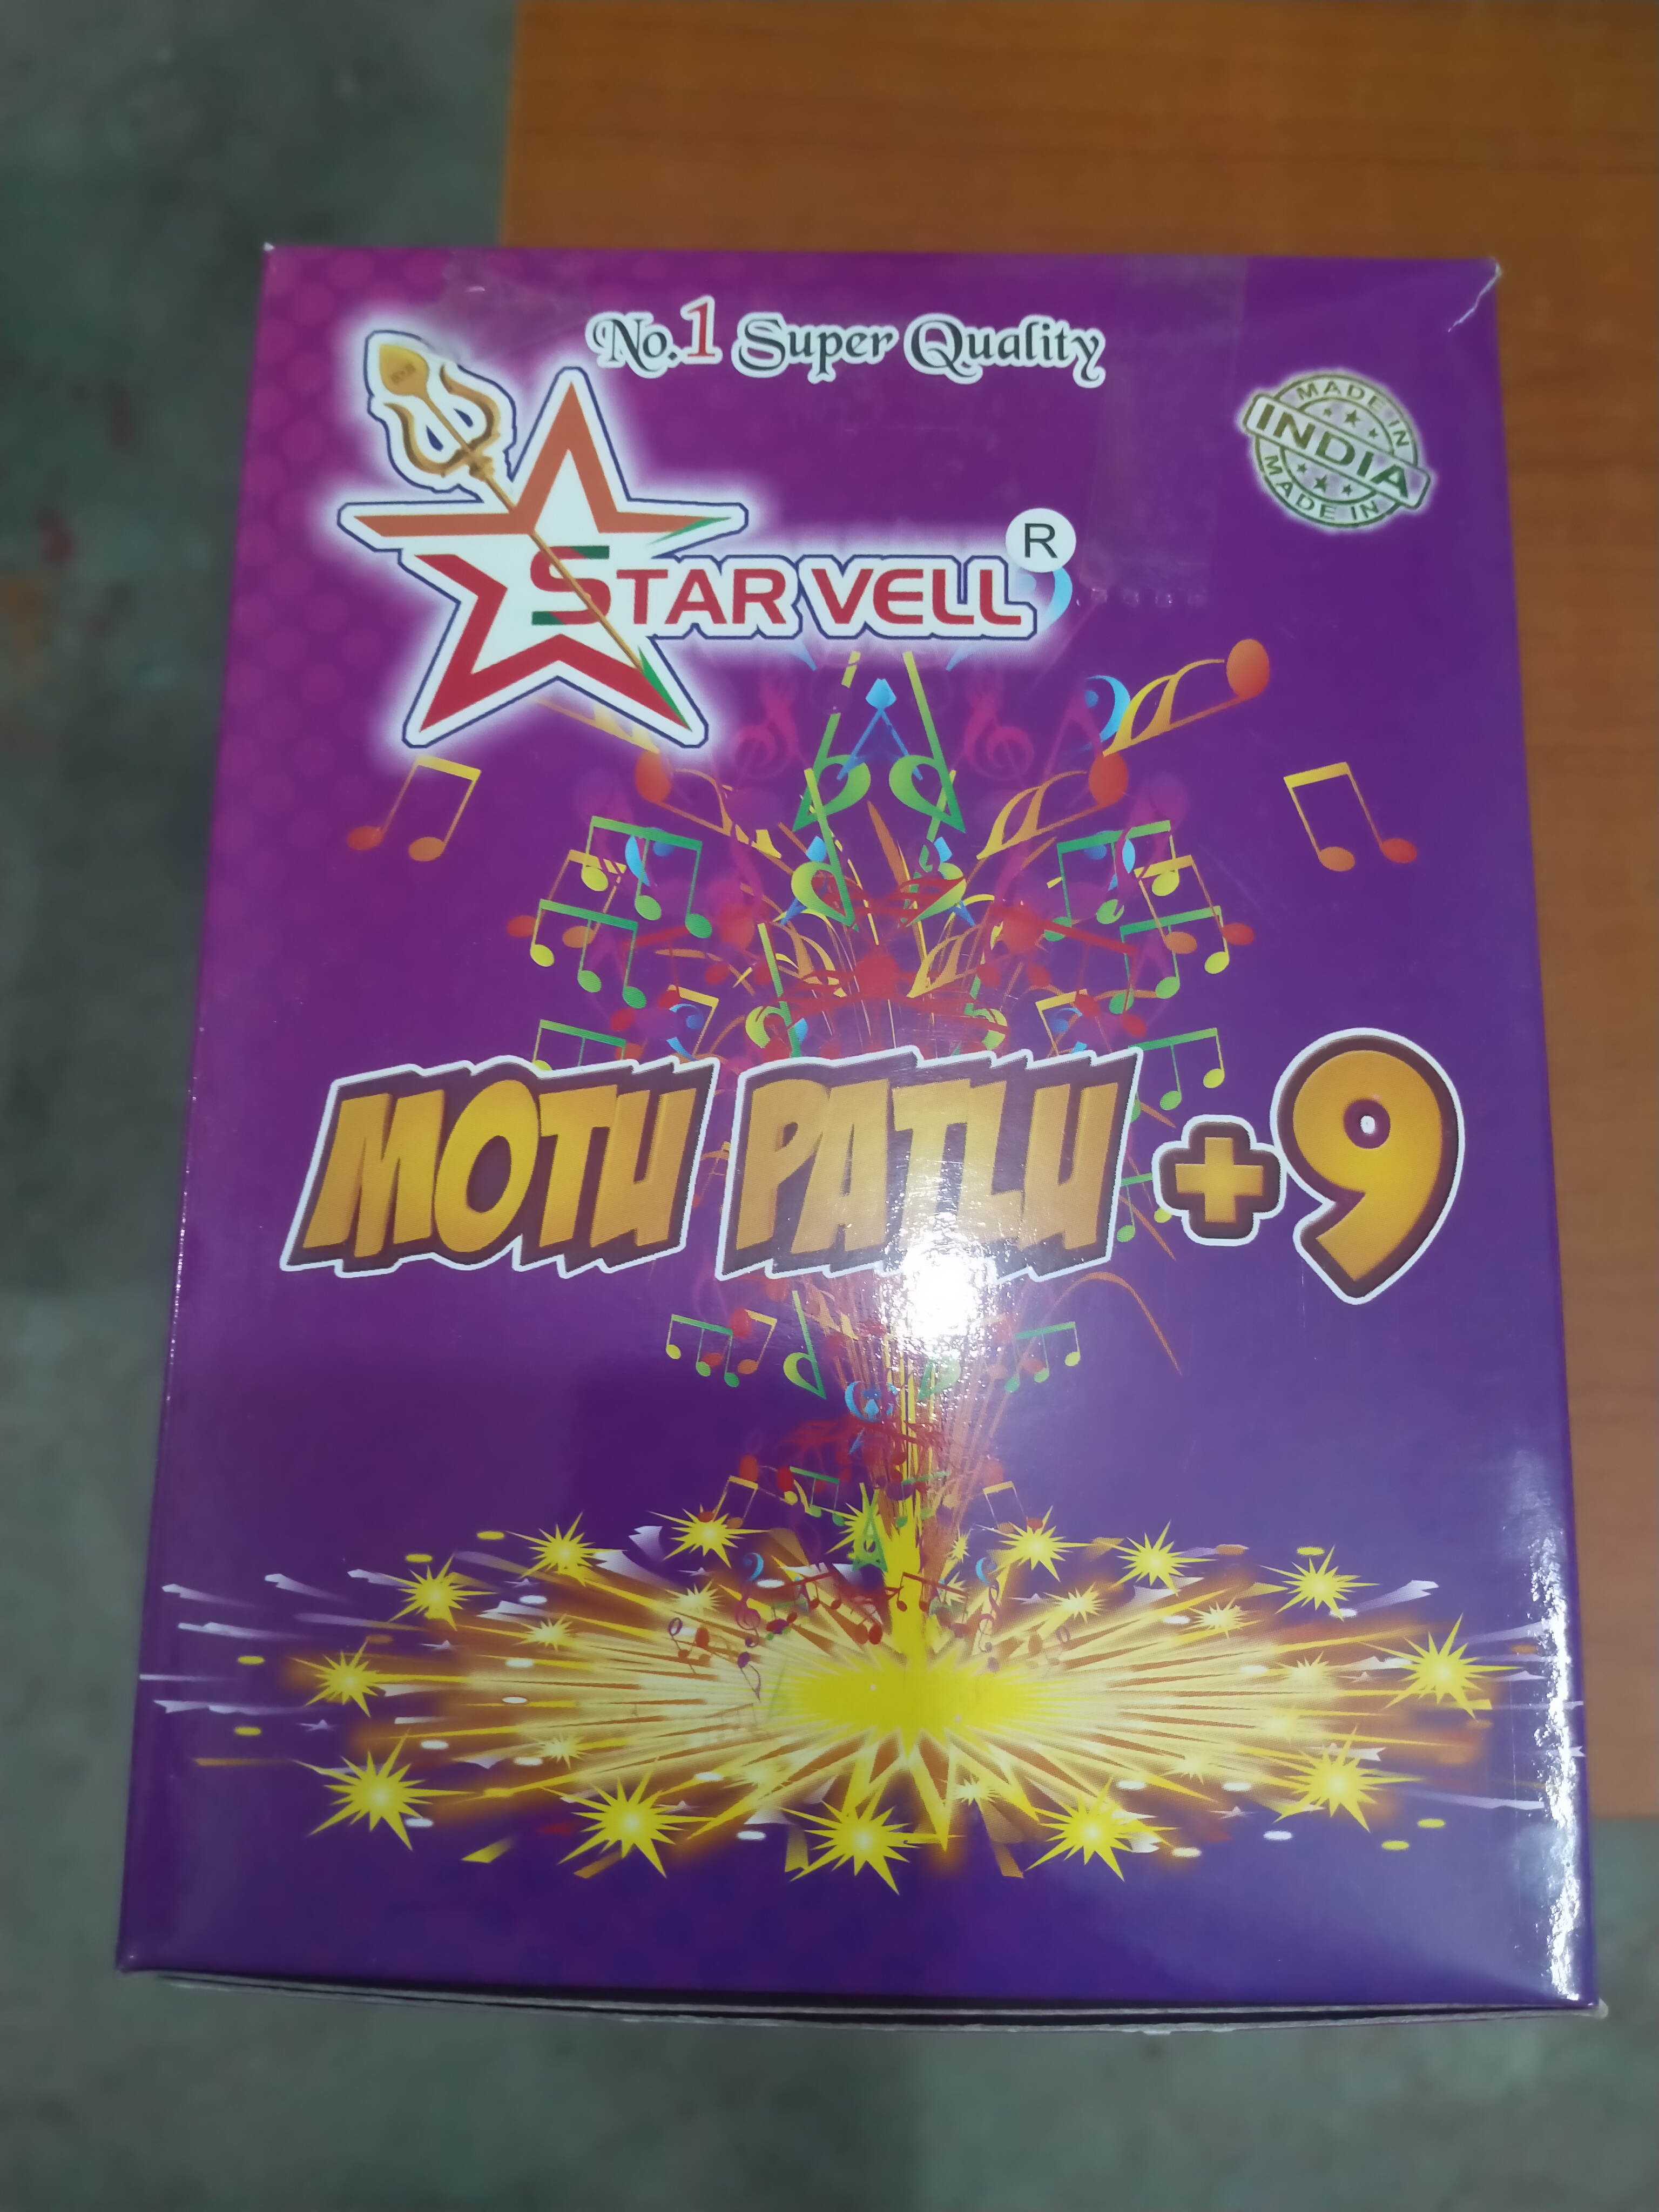 No.1 Super Quality
MADE IN
INDIA
MADE IN
STAR VELL R
MOTU PATLU +9